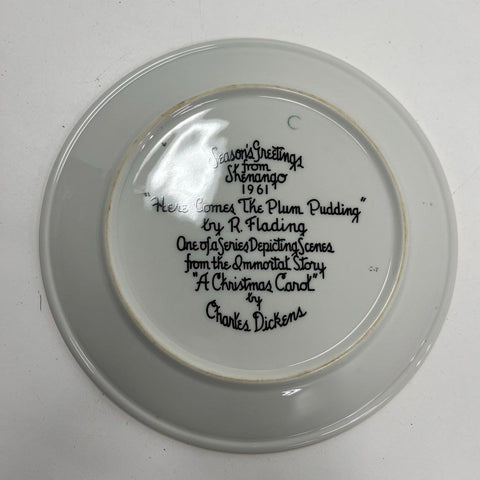 Season's Greetings
from
Shenango
1961
"Here Comes The Plum Pudding"
by R. Flading
One of a Series Depicting Scenes
from the Immortal Story
"A Christmas Carol"
by
Charles Dickens